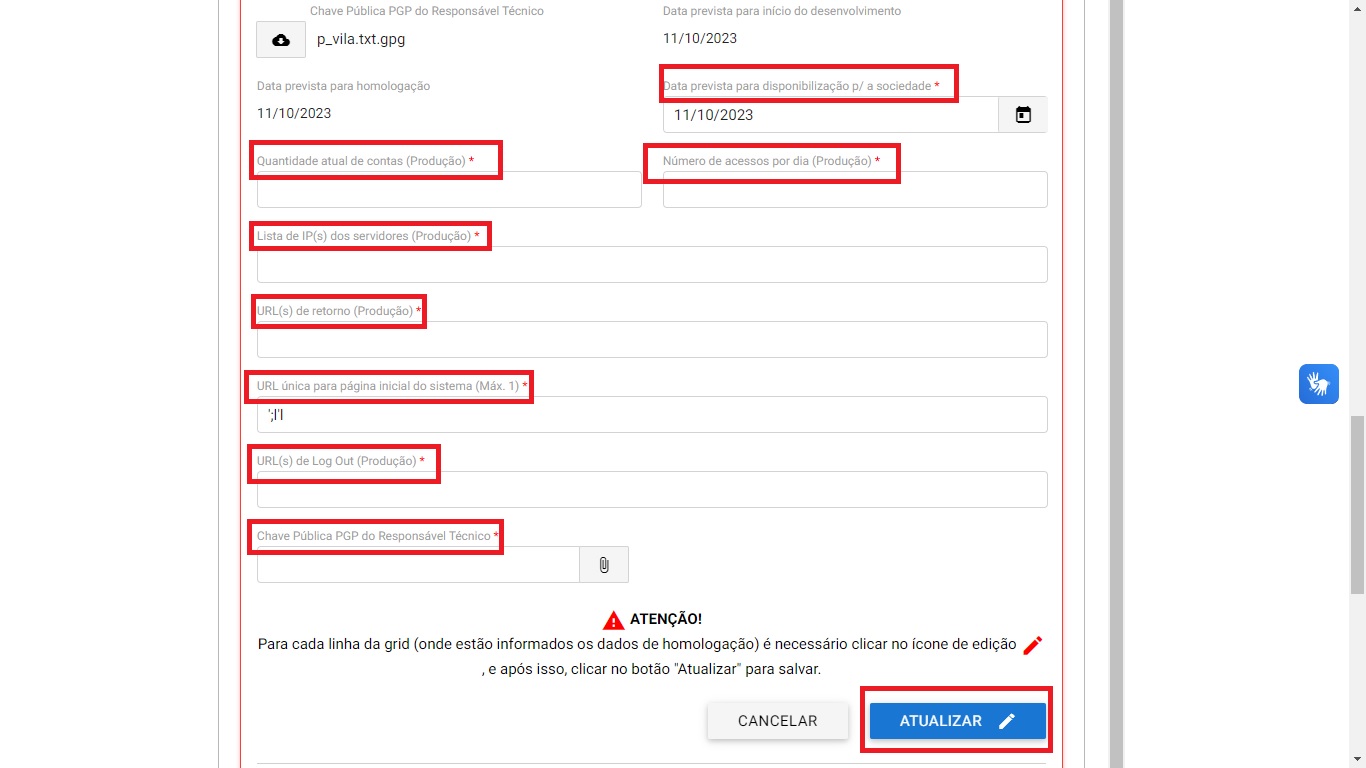 Chave Pública PGP do Responsável Técnico
Data prevista para início do desenvolvimento
p_vila.txt.gpg
11/10/2023
Data prevista para homologação
Data prevista para disponibilização p/ a sociedade *
11/10/2023
11/10/2023
Quantidade atual de contas (Produção) *
Número de acessos por dia (Produção) *
Lista de IP(s) dos servidores (Produção) *
URL(s) de retorno (Produção) *
URL única para página inicial do sistema (Máx. 1) *
';l'l
URL(s) de Log Out (Produção) *
Chave Pública PGP do Responsável Técnico *
ATENÇÃO!
Para cada linha da grid (onde estão informados os dados de homologação) é necessário clicar no ícone de edição
, e após isso, clicar no botão "Atualizar" para salvar.
CANCELAR
ATUALIZAR